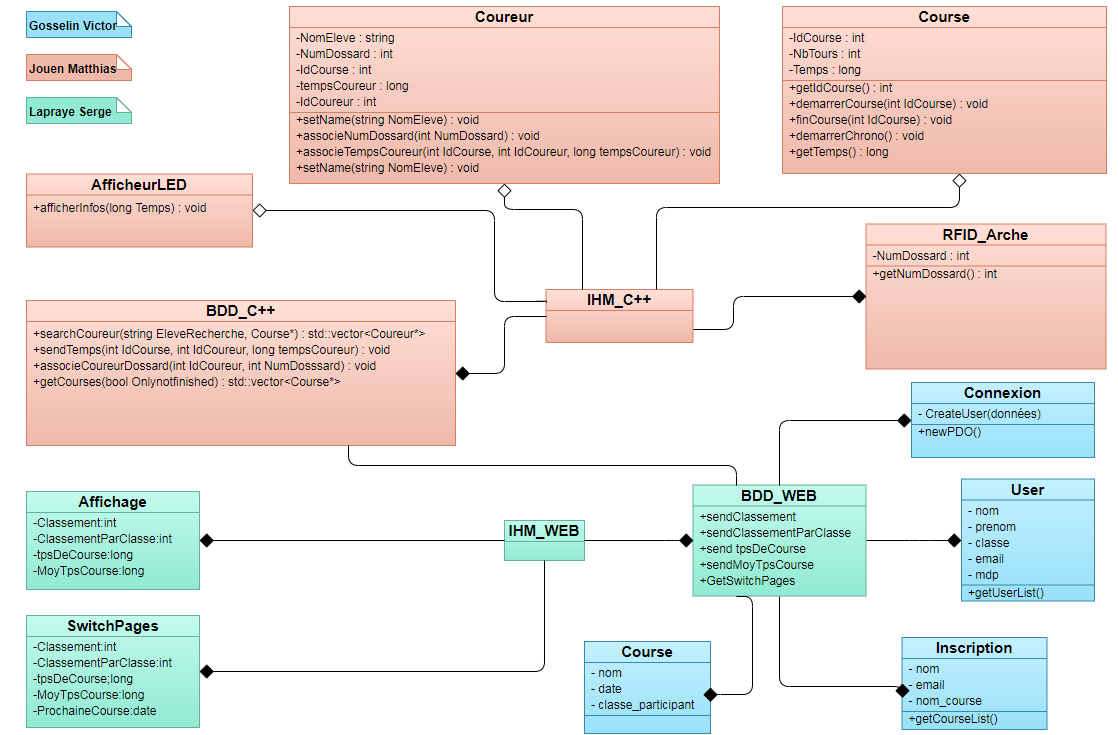 Gosselin Victor
Jouen Matthias
Lapraye Serge
Coureur
-NomEleve : string
-NumDossard : int
-IdCourse : int
-tempsCoureur : long
-IdCoureur : int
+setName(string NomEleve) : void
+associeNumDossard(int NumDossard) : void
+associeTempsCoureur(int IdCourse, int IdCoureur, long tempsCoureur) : void
+setName(string NomEleve) : void
Course
-IdCourse : int
-NbTours : int
-Temps : long
+getIdCourse() : int
+demarrerCourse(int IdCourse) : void
+finCourse(int IdCourse) : void
+demarrerChrono() : void
+getTemps() : long
AfficheurLED
+afficherInfos(long Temps) : void
RFID_Arche
-NumDossard : int
+getNumDossard() : int
IHM_C++
BDD_C++
+searchCoureur(string EleveRecherche, Course*) : std::vector<Coureur*>
+sendTemps(int IdCourse, int IdCoureur, long tempsCoureur) : void
+associeCoureurDossard(int IdCoureur, int NumDosssard) : void
+getCourses(bool Onlynotfinished) : std::vector<Course*>
Connexion
- CreateUser(données)
+newPDO()
Affichage
-Classement:int
-ClassementParClasse:int
-tpsDeCourse:long
-MoyTpsCourse:long
IHM_WEB
BDD_WEB
+sendClassement
+sendClassementParClasse
+send tpsDeCourse
+sendMoyTpsCourse
+GetSwitchPages
User
- nom
- prenom
- classe
- email
- mdp
+getUserList()
SwitchPages
-Classement:int
-ClassementParClasse:int
-tpsDeCourse;long
-MoyTpsCourse:long
-ProchaineCourse:date
Course
- nom
- date
- classe_participant
Inscription
- nom
- email
- nom_course
+getCourseList()